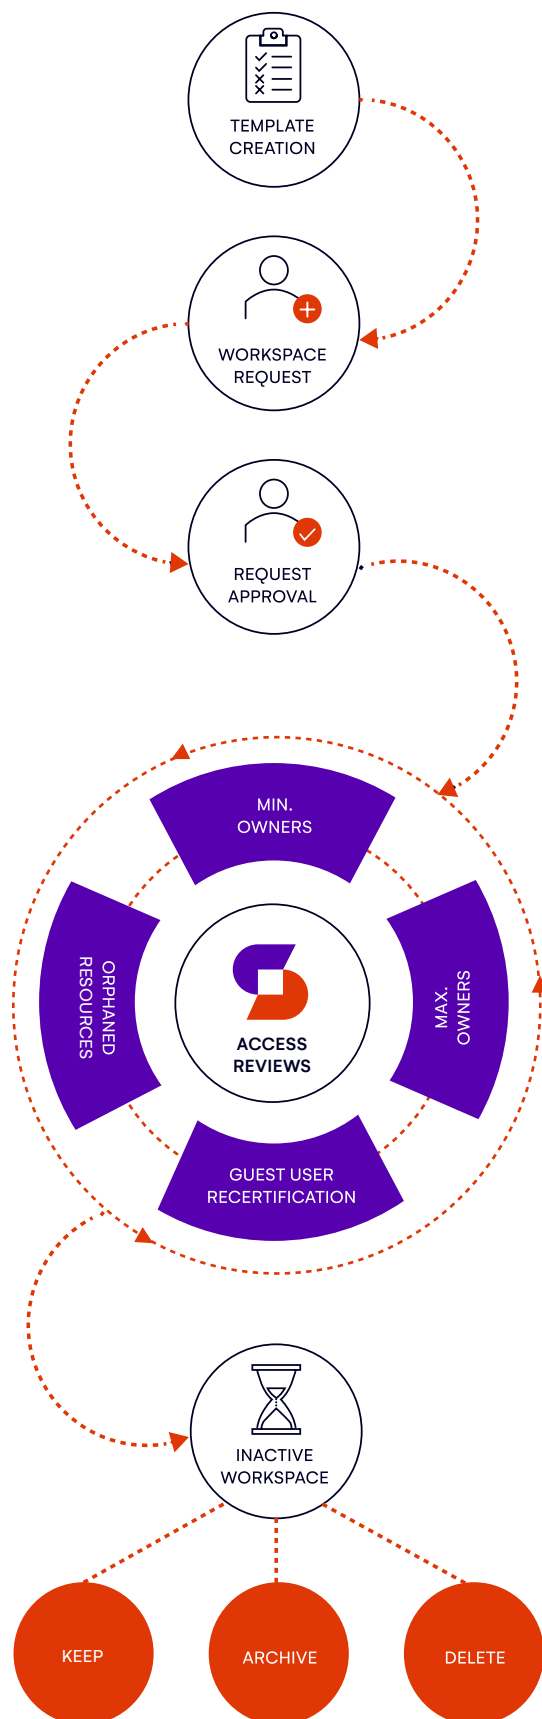 TEMPLATE
CREATION
WORKSPACE
REQUEST
REQUEST
APPROVAL
MIN.
OWNERS
ORPHANED
RESOURCES
ACCESS
REVIEWS
MAX.
OWNERS
GUEST USER
RECERTIFICATION
INACTIVE
WORKSPACE
KEEP
ARCHIVE
DELETE